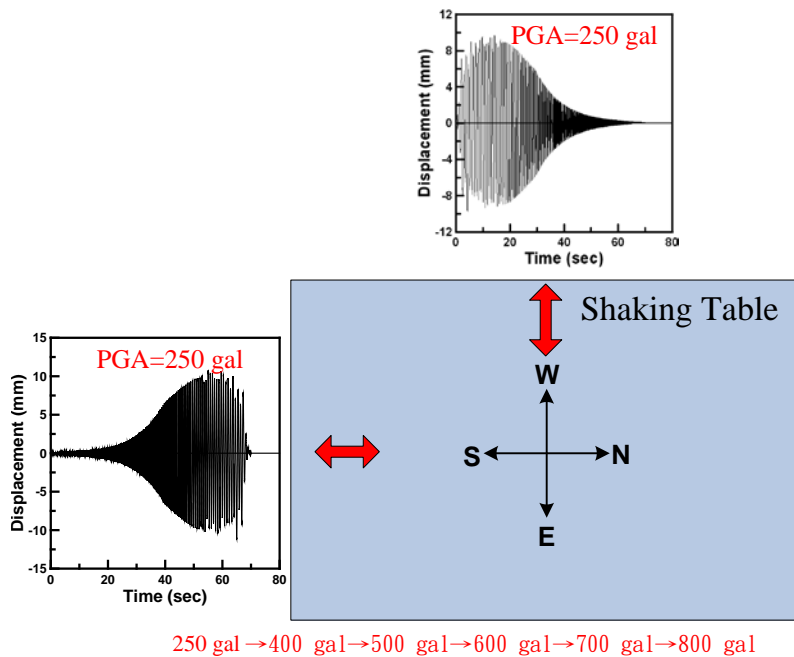 PGA=250 gal
Displacement (mm)
12
8
4
0
-4
-8
-12
0 20 40 60 80
Time (sec)
Shaking Table
W
S N
E
PGA=250 gal
Displacement (mm)
15
10
5
0
-5
-10
-15
0 20 40 60 80
Time (sec)
250 gal→400 gal→500 gal→600 gal→700 gal→800 gal